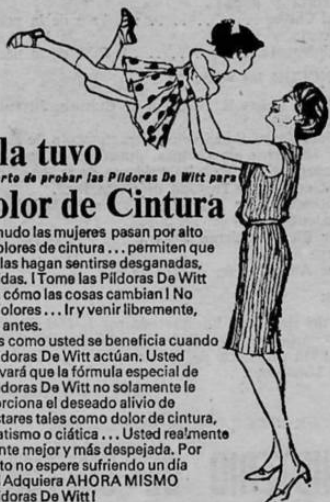 la tuvo
de probar las Píldoras De Witt para
olor de Cintura
nudo las mujeres pasan por alto
olores de cintura ... permiten que
las hagan sentirse desganadas,
das. ¡Tome las Píldoras De Witt
cómo las cosas cambian! No
olores ... Ir y venir libremente,
antes.
s como usted se beneficia cuando
doras De Witt actúan. Usted
vará que la fórmula especial de
doras De Witt no solamente le
orciona el deseado alivio de
stares tales como dolor de cintura,
atismo o ciática ... Usted realmente
nte mejor y más despejada. Por
to no espere sufriendo un día
Adquiera AHORA MISMO
doras De Witt!